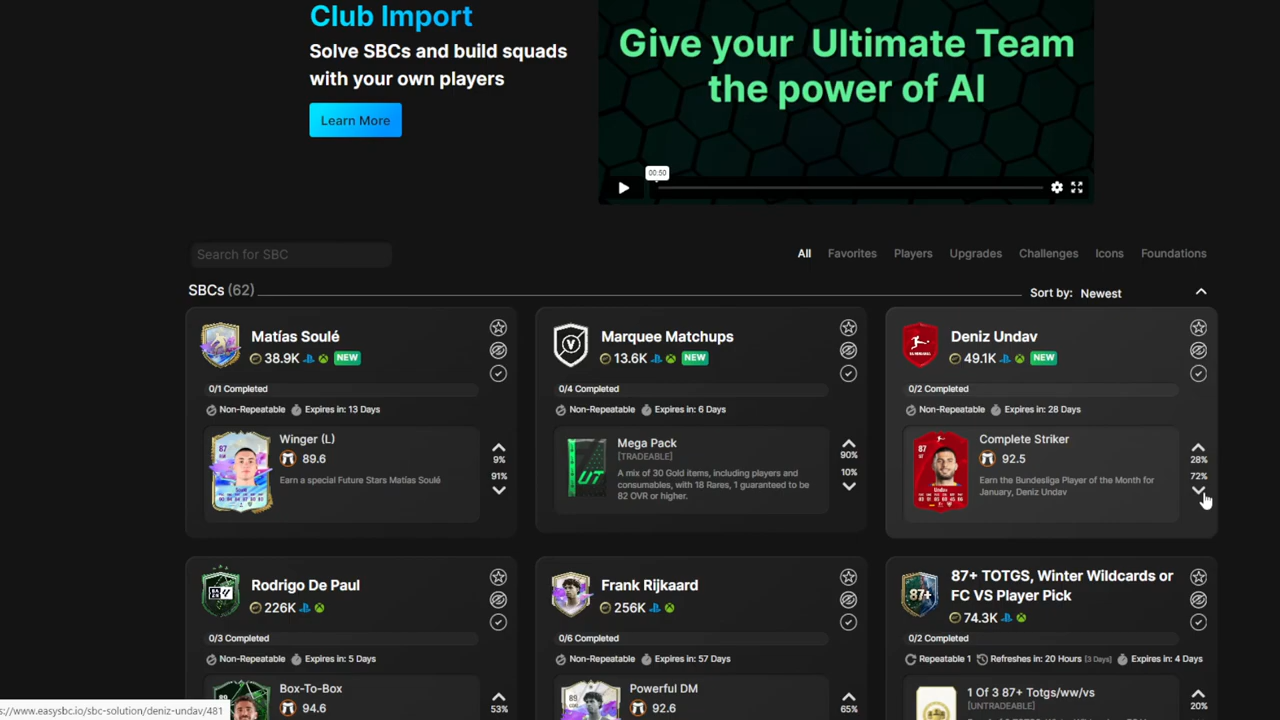 Club Import
Solve SBCs and build squads
with your own players
Learn More
Give your Ultimate Team
the power of AI
00:50
Search for SBC
All Favorites Players Upgrades Challenges Icons Foundations
SBCs (62)
Sort by: Newest
Matías Soulé
38.9K NEW
0/1 Completed
Non-Repeatable Expires in: 13 Days
87
Winger (L)
89.6
Earn a special Future Stars Matías Soulé
9%
91%
Marquee Matchups
13.6K NEW
0/4 Completed
Non-Repeatable Expires in: 6 Days
UT
Mega Pack
[TRADEABLE]
A mix of 30 Gold items, including players and
consumables, with 18 Rares, 1 guaranteed to be
82 OVR or higher.
90%
10%
Deniz Undav
49.1K NEW
0/2 Completed
Non-Repeatable Expires in: 28 Days
87
Undav
Complete Striker
92.5
Earn the Bundesliga Player of the Month for
January, Deniz Undav
28%
72%
Rodrigo De Paul
226K
0/3 Completed
Non-Repeatable Expires in: 5 Days
89
Box-To-Box
94.6
53%
Frank Rijkaard
256K
0/6 Completed
Non-Repeatable Expires in: 57 Days
89
Powerful DM
92.6
65%
87+
87+ TOTGS, Winter Wildcards or
FC VS Player Pick
74.3K
0/2 Completed
Repeatable 1 Refreshes in: 20 Hours [3 Days] Expires in: 4 Days
1 Of 3 87+ Totgs/ww/vs
[UNTRADEABLE]
20%
s://www.easysbc.io/sbc-solution/deniz-undav/481